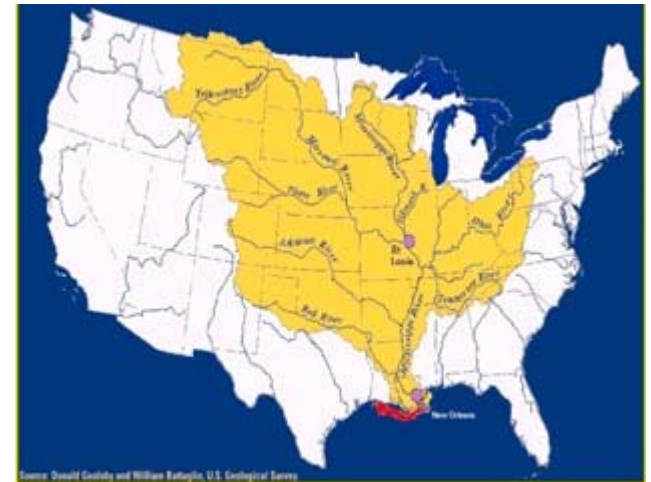 Yellowstone River
Missouri River
Mississippi River
Platte River
Illinois R.
Ohio River
St
Louis
Arkansas River
Tennessee River
Red River
Mississippi River
New Orleans
Source: Donald Goolsby and William Battaglin, U.S. Geological Survey